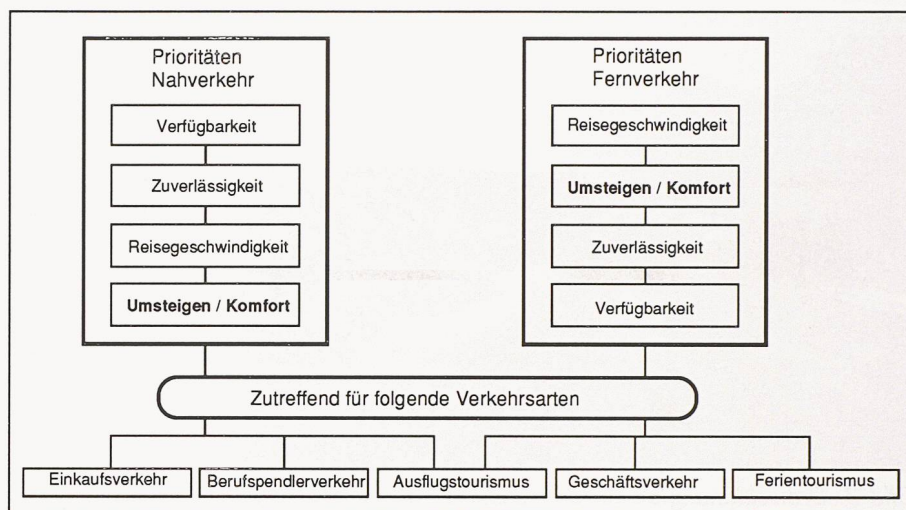 Prioritäten
Nahverkehr
Verfügbarkeit
Zuverlässigkeit
Reisegeschwindigkeit
Umsteigen / Komfort
Prioritäten
Fernverkehr
Reisegeschwindigkeit
Umsteigen / Komfort
Zuverlässigkeit
Verfügbarkeit
Zutreffend für folgende Verkehrsarten
Einkaufsverkehr
Berufspendlerverkehr
Ausflugstourismus
Geschäftsverkehr
Ferientourismus